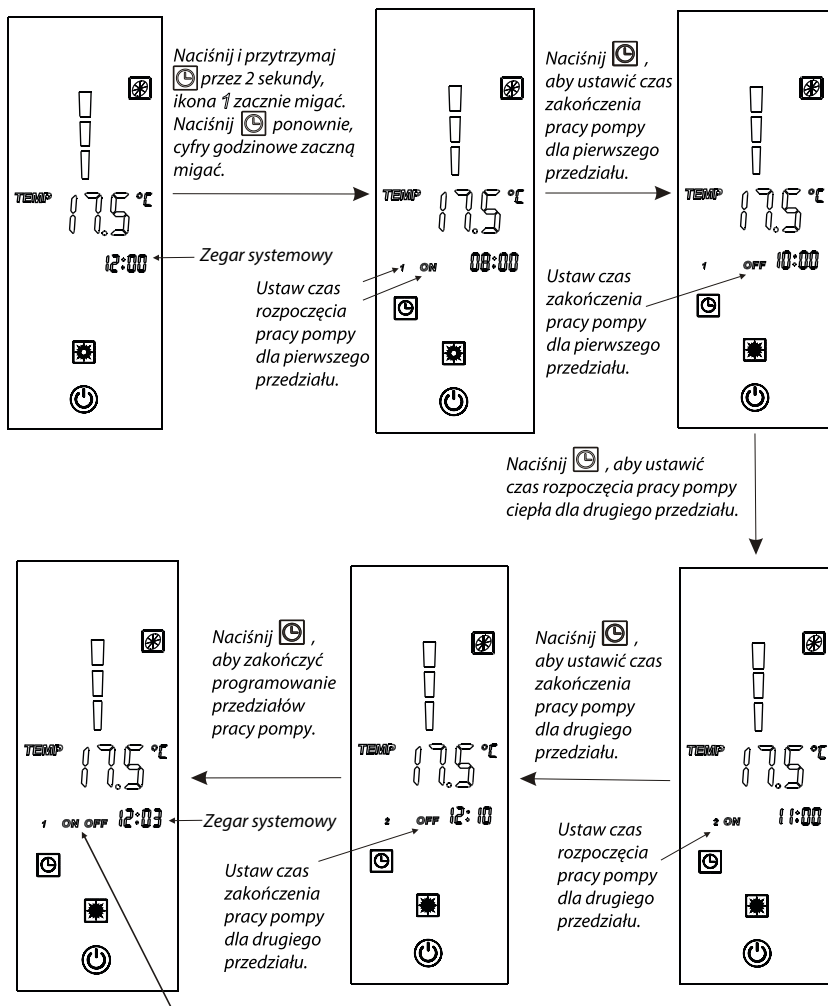 Naciśnij i przytrzymaj
przez 2 sekundy,
ikona 1 zacznie migać.
Naciśnij ponownie,
cyfry godzinowe zaczną
migać.
Naciśnij ,
aby ustawić czas
zakończenia
pracy pompy
dla pierwszego
przedziału.
TEMP 17.5 °C
12:00
Zegar systemowy
Ustaw czas
rozpoczęcia
pracy pompy
dla pierwszego
przedziału.
TEMP 17.5 °C
1 ON 08:00
Ustaw czas
zakończenia
pracy pompy
dla pierwszego
przedziału.
TEMP 17.5 °C
1 OFF 10:00
Naciśnij , aby ustawić
czas rozpoczęcia pracy pompy
ciepła dla drugiego przedziału.
TEMP 17.5 °C
2 ON 11:00
Naciśnij ,
aby ustawić czas
zakończenia
pracy pompy
dla drugiego
przedziału.
Ustaw czas
rozpoczęcia
pracy pompy
dla drugiego
przedziału.
TEMP 17.5 °C
2 OFF 12:10
Naciśnij ,
aby zakończyć
programowanie
przedziałów
pracy pompy.
Ustaw czas
zakończenia
pracy pompy
dla drugiego
przedziału.
TEMP 17.5 °C
1 ON OFF 12:03
Zegar systemowy